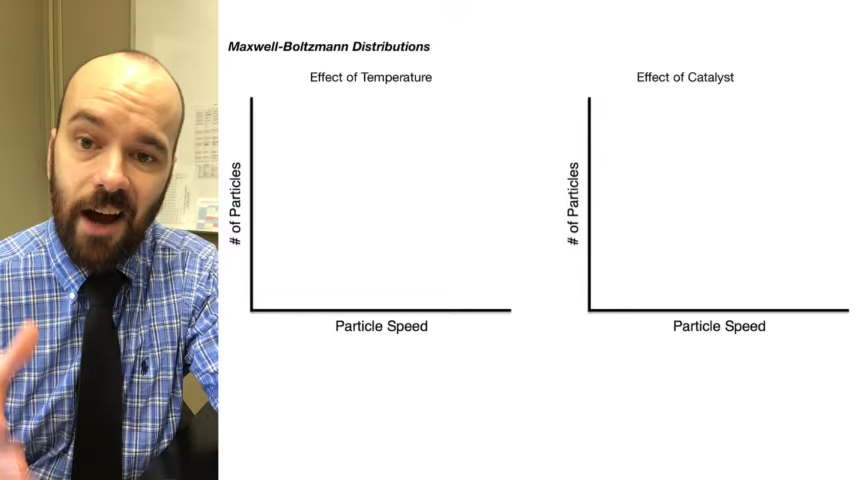 Maxwell-Boltzmann Distributions
Effect of Temperature
Effect of Catalyst
# of Particles
# of Particles
Particle Speed
Particle Speed